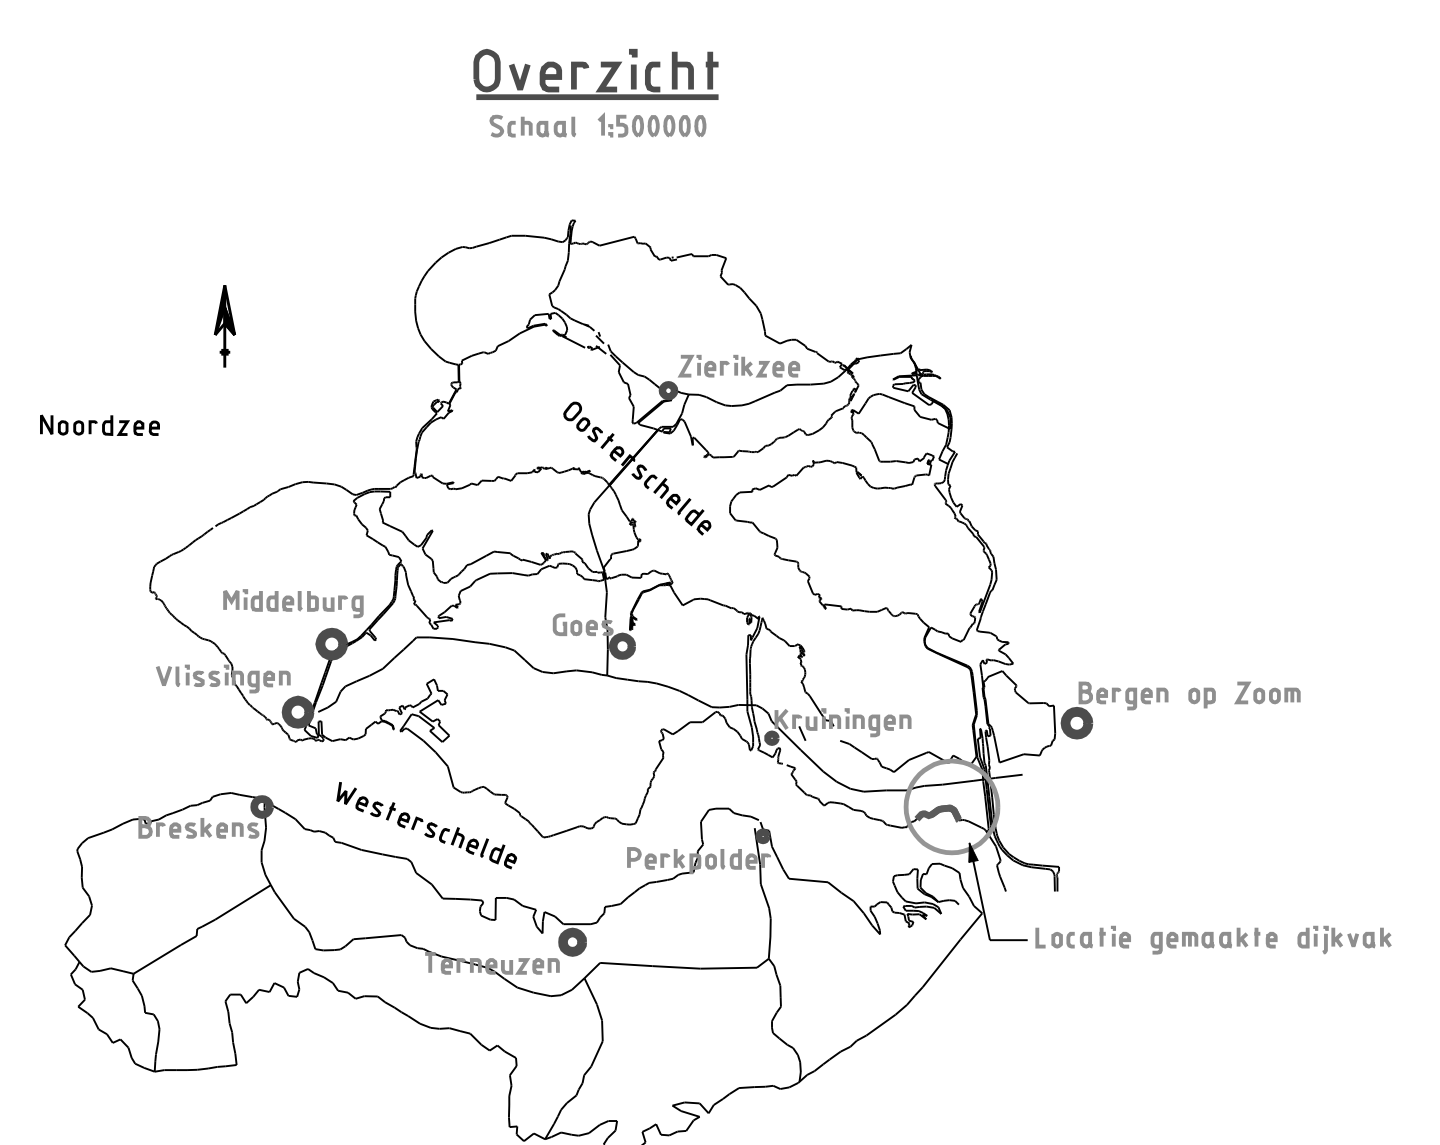 Overzicht
Schaal 1:500000
Zierikzee
Noordzee
Oosterschelde
Middelburg
Goes
Vlissingen
Bergen op Zoom
Kruiningen
Westerschelde
Breskens
Perkpolder
Locatie gemaakte dijkvak
Terneuzen